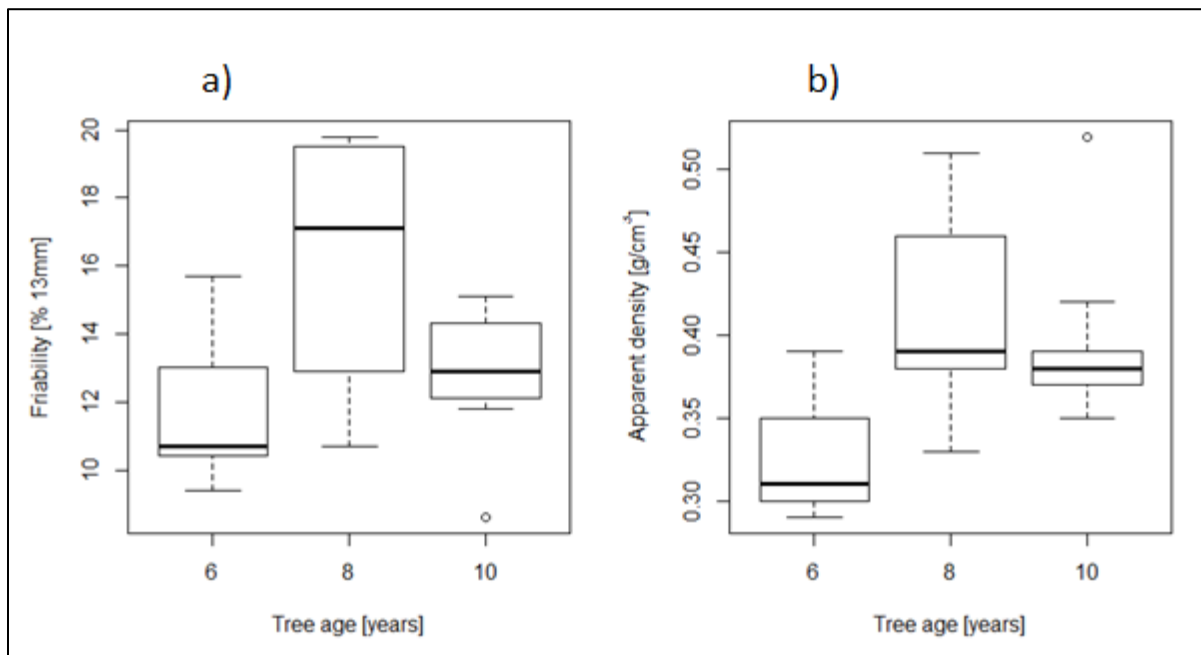 a)
Friability [% 13mm]
20
18
16
14
12
10
6 8 10
Tree age [years]
b)
Apparent density [g/cm³]
0.50
0.45
0.40
0.35
0.30
6 8 10
Tree age [years]